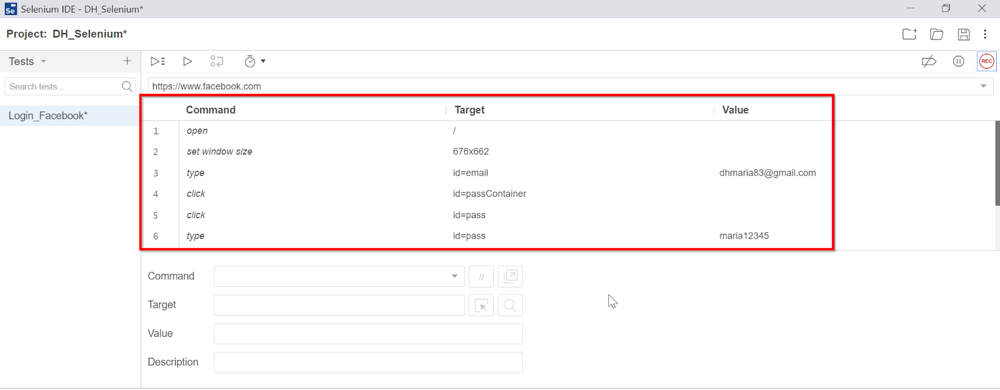 Se Selenium IDE - DH_Selenium*
Project: DH_Selenium*
Tests
Search tests...
Login_Facebook*
REC
https://www.facebook.com
Command Target Value
1 open /
2 set window size 676x662
3 type id=email dhmaria83@gmail.com
4 click id=passContainer
5 click id=pass
6 type id=pass maria12345
Command //
Target
Value
Description